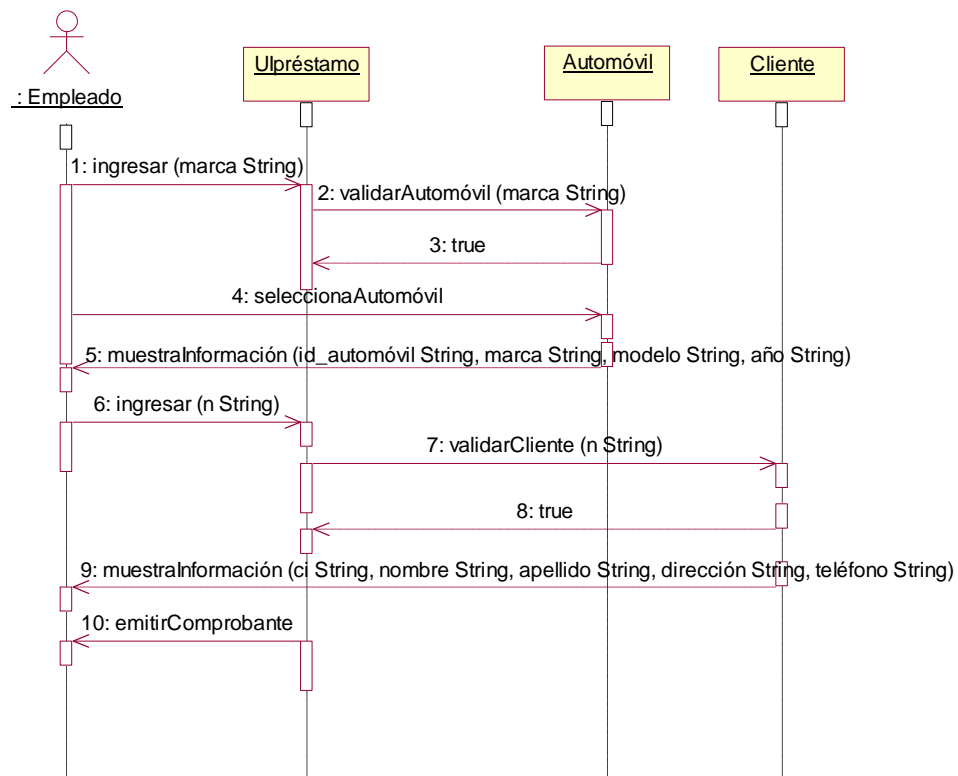 : Empleado
UIpréstamo
Automóvil
Cliente
1: ingresar (marca String)
2: validarAutomóvil (marca String)
3: true
4: seleccionaAutomóvil
5: muestraInformación (id_automóvil String, marca String, modelo String, año String)
6: ingresar (n String)
7: validarCliente (n String)
8: true
9: muestraInformación (ci String, nombre String, apellido String, dirección String, teléfono String)
10: emitirComprobante